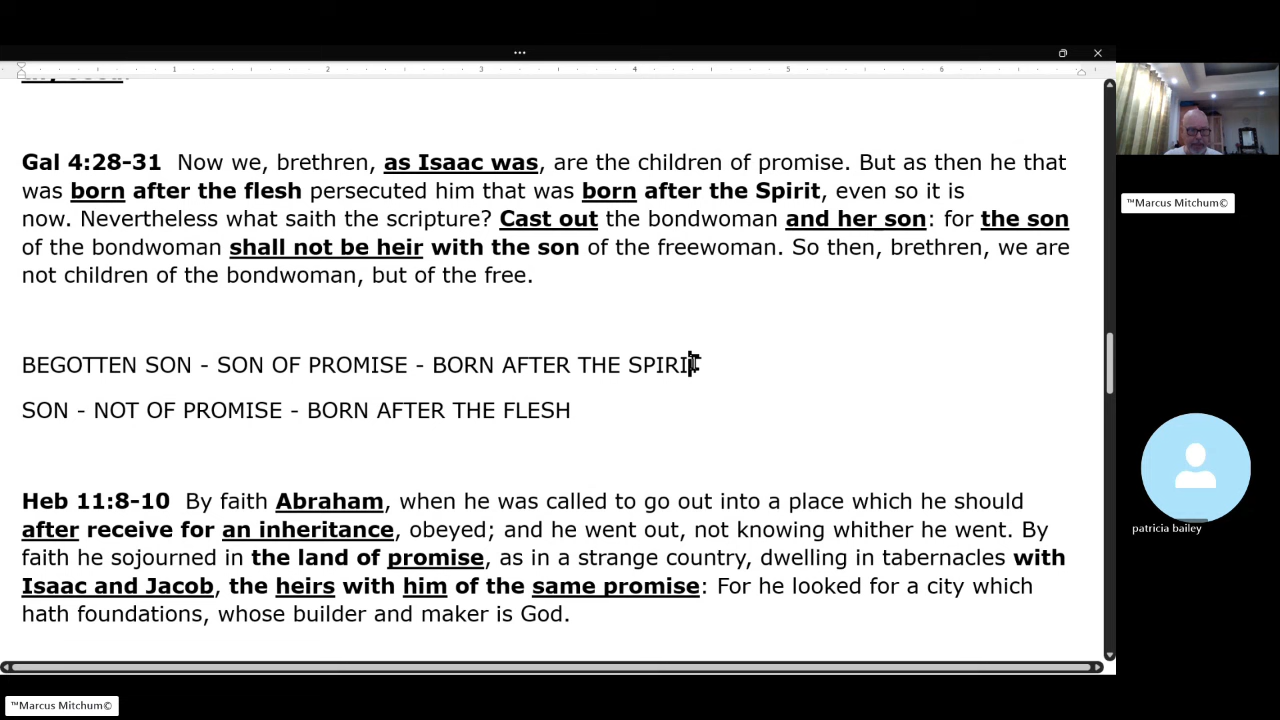 1 2 3 4 5 6
Gal 4:28-31 Now we, brethren, as Isaac was, are the children of promise. But as then he that
was born after the flesh persecuted him that was born after the Spirit, even so it is
now. Nevertheless what saith the scripture? Cast out the bondwoman and her son: for the son
of the bondwoman shall not be heir with the son of the freewoman. So then, brethren, we are
not children of the bondwoman, but of the free.
BEGOTTEN SON - SON OF PROMISE - BORN AFTER THE SPIRIT
SON - NOT OF PROMISE - BORN AFTER THE FLESH
Heb 11:8-10 By faith Abraham, when he was called to go out into a place which he should
after receive for an inheritance, obeyed; and he went out, not knowing whither he went. By
faith he sojourned in the land of promise, as in a strange country, dwelling in tabernacles with
Isaac and Jacob, the heirs with him of the same promise: For he looked for a city which
hath foundations, whose builder and maker is God.
™Marcus Mitchum©
patricia bailey
™Marcus Mitchum©